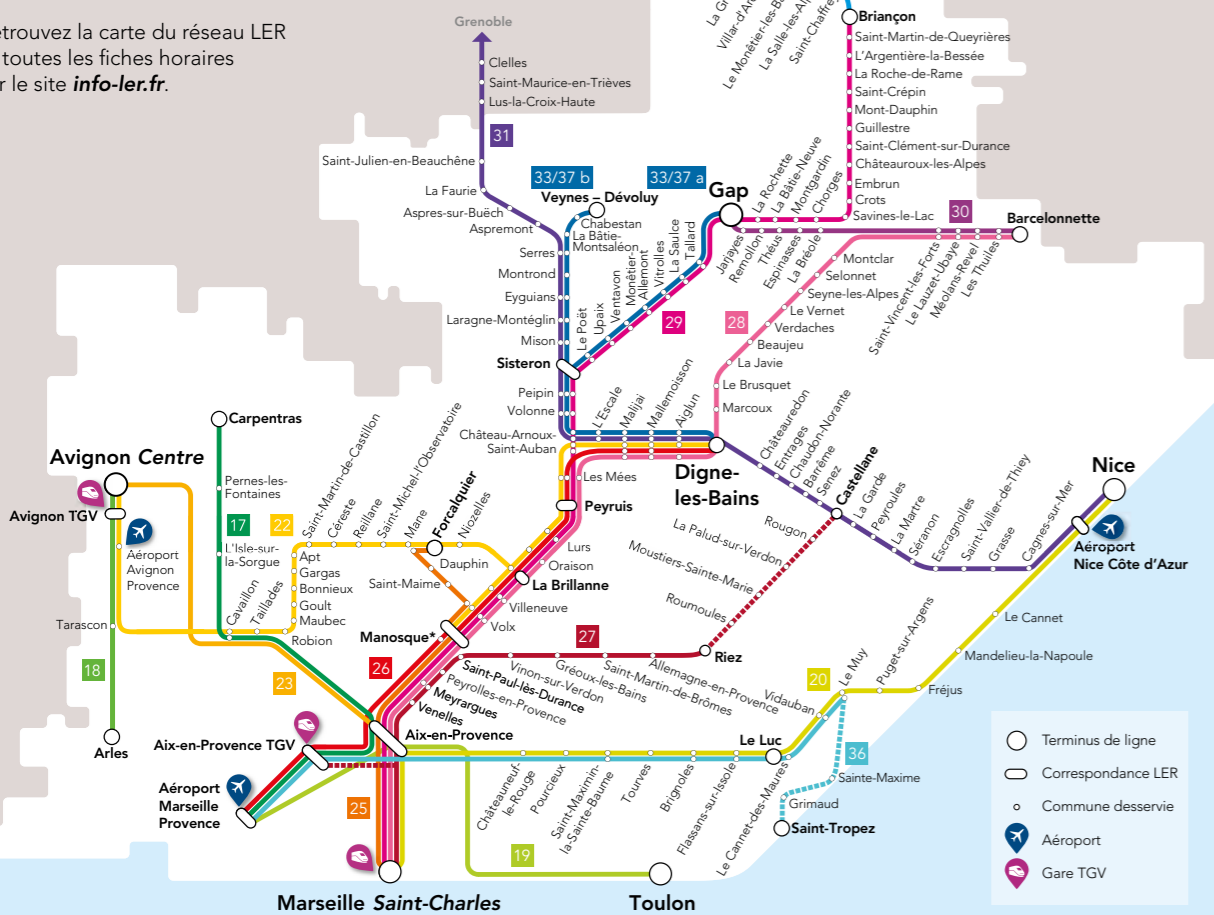 etrouvez la carte du réseau LER
toutes les fiches horaires
r le site info-ler.fr.
Grenoble
Clelles
Saint-Maurice-en-Trièves
Lus-la-Croix-Haute
31
Saint-Julien-en-Beauchêne
La Faurie
Aspres-sur-Buëch
Aspremont
Serres
Montrond
Eyguians
Laragne-Montéglin
Mison
Sisteron
Peipin
Volonne
Château-Arnoux-
Saint-Auban
33/37 b
Veynes – Dévoluy
Chabestan
La Bâtie-
Montsaléon
33/37 a
Gap
Le Poët
Upaix
Ventavon
Monêtier-
Allemont
Vitrolles
La Saulce
Tallard
29
Villar-d'Ar
Le Monêtier-les-Ba
La Salle-les-Alp
Saint-Chaffrey
Briançon
Saint-Martin-de-Queyrières
L'Argentière-la-Bessée
La Roche-de-Rame
Saint-Crépin
Mont-Dauphin
Guillestre
Saint-Clément-sur-Durance
Châteauroux-les-Alpes
Embrun
Crots
Savines-le-Lac
La Rochette
La Bâtie-Neuve
Montgardin
Chorges
30
Barcelonnette
Jarjayes
Remollon
Théus
Espinasses
La Bréole
Saint-Vincent-les-Forts
Le Lauzet-Ubaye
Méolans-Revel
Les Thuiles
Montclar
Selonnet
Seyne-les-Alpes
Le Vernet
Verdaches
Beaujeu
La Javie
Le Brusquet
Marcoux
28
L'Escale
Malijai
Mallemoisson
Aiglun
Digne-
les-Bains
Les Mées
Peyruis
Lurs
Oraison
La Brillanne
Villeneuve
Volx
Manosque*
Châteauredon
Entrages
Chaudon-Norante
Barrême
Senez
Castellane
La Garde
Peyroules
La Martre
Séranon
Escragnolles
Saint-Vallier-de-Thiey
Grasse
Cagnes-sur-Mer
Nice
Aéroport
Nice Côte d'Azur
Rougon
La Palud-sur-Verdon
Moustiers-Sainte-Marie
Roumoules
Riez
27
Saint-Paul-lès-Durance
Vinon-sur-Verdon
Gréoux-les-Bains
Saint-Martin-de-Brômes
Allemagne-en-Provence
Peyrolles-en-Provence
Meyrargues
Venelles
Aix-en-Provence
Carpentras
Pernes-les-
Fontaines
17
L'Isle-sur-
la-Sorgue
Avignon Centre
Avignon TGV
Aéroport
Avignon
Provence
Tarascon
18
Arles
22
Saint-Martin-de-Castillon
Céreste
Reillane
Saint-Michel-l'Observatoire
Mane
Forcalquier
Niozelles
Dauphin
Saint-Maime
Apt
Gargas
Bonnieux
Goult
Maubec
Robion
Cavaillon
Taillades
23
26
Aix-en-Provence TGV
Aéroport
Marseille
Provence
25
Marseille Saint-Charles
19
Toulon
Châteauneuf-
le-Rouge
Pourcieux
Saint-Maximin-
la-Sainte-Baume
Tourves
Brignoles
Flassans-sur-Issole
Le Luc
Le Cannet-des-Maures
Vidauban
20
Le Muy
Puget-sur-Argens
Fréjus
Mandelieu-la-Napoule
Le Cannet
36
Sainte-Maxime
Grimaud
Saint-Tropez
Terminus de ligne
Correspondance LER
Commune desservie
Aéroport
Gare TGV